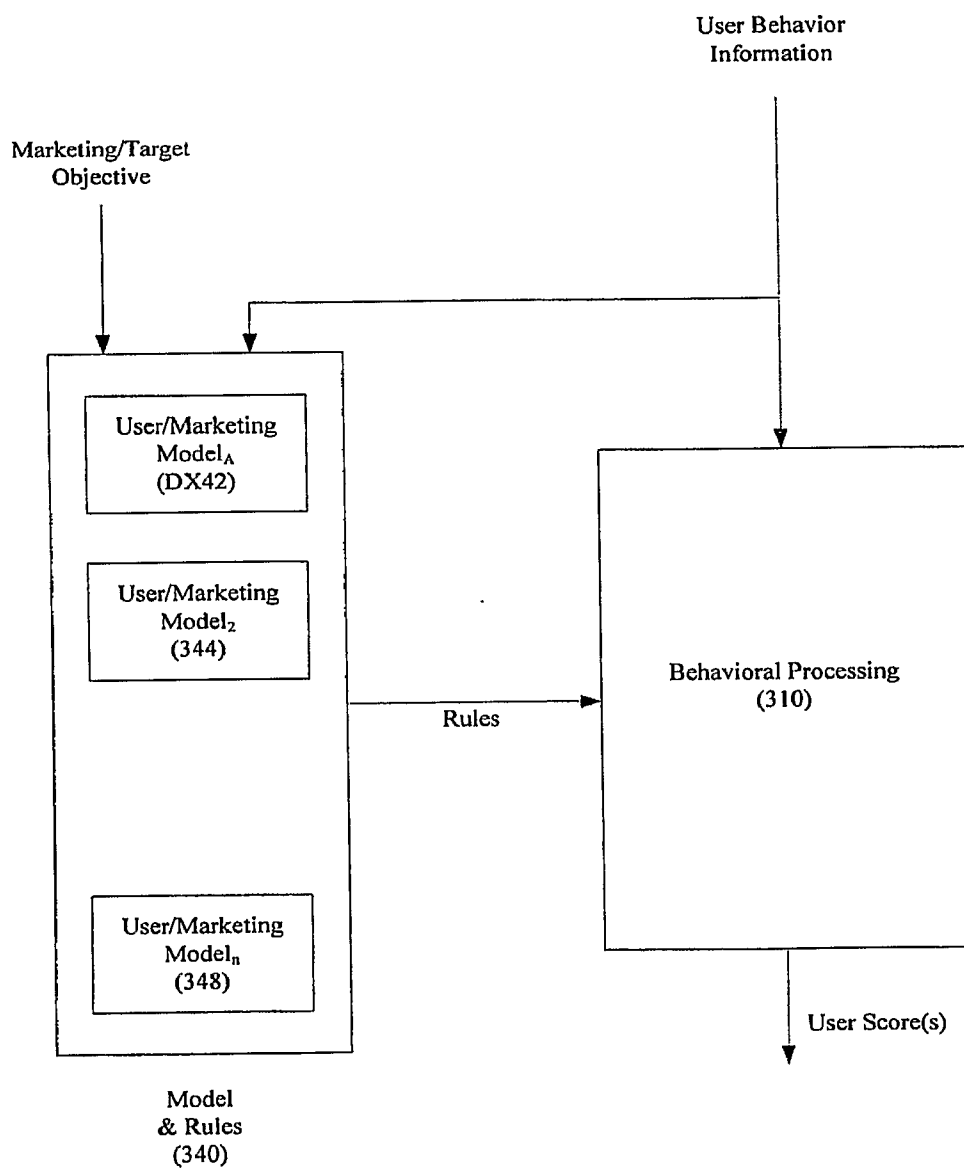 User Behavior
Information
Marketing/Target
Objective
User/Marketing
Model_A
(DX42)
User/Marketing
Model₂
(344)
Behavioral Processing
(310)
Rules
User/Marketing
Modelₙ
(348)
User Score(s)
Model
& Rules
(340)